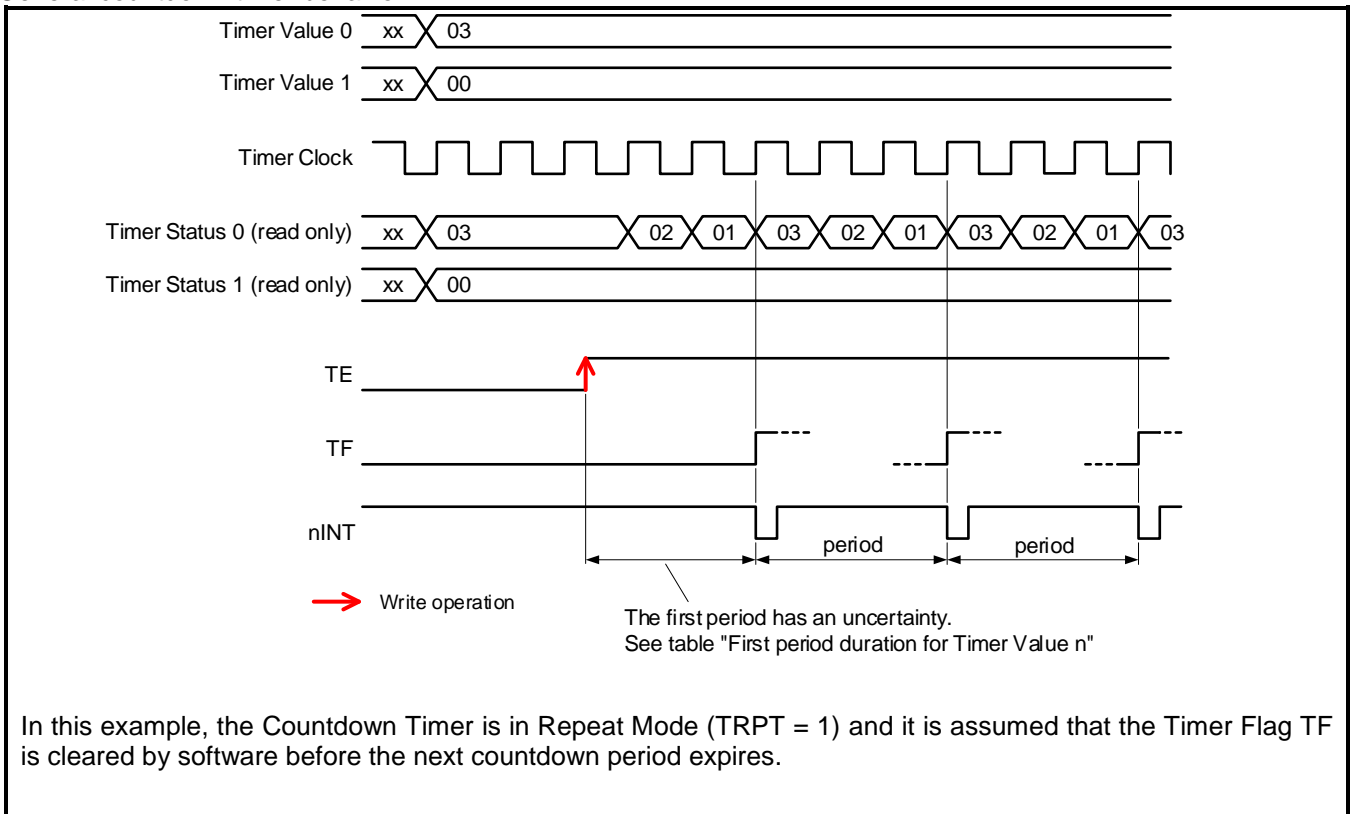 Timer Value 0 xx 03
Timer Value 1 xx 00
Timer Clock
Timer Status 0 (read only) xx 03 02 01 03 02 01 03 02 01 03
Timer Status 1 (read only) xx 00
TE
TF
nINT
period period
Write operation
The first period has an uncertainty.
See table "First period duration for Timer Value n"
In this example, the Countdown Timer is in Repeat Mode (TRPT = 1) and it is assumed that the Timer Flag TF
is cleared by software before the next countdown period expires.